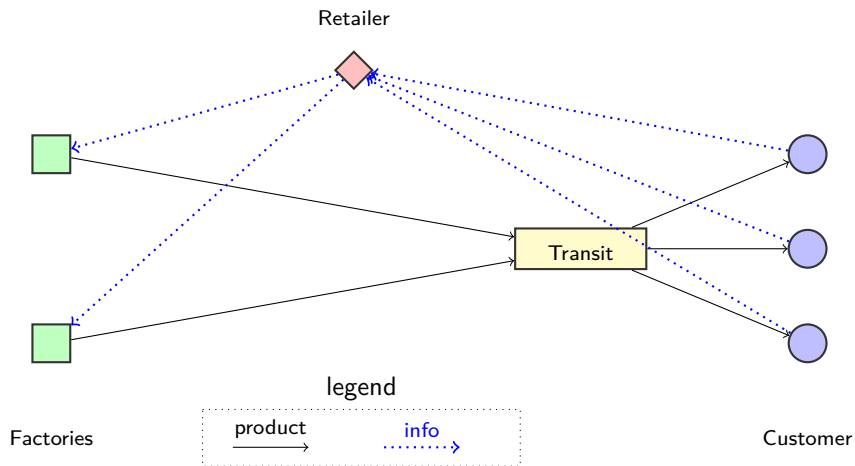 Retailer
Transit
legend
product
info
Factories
Customer